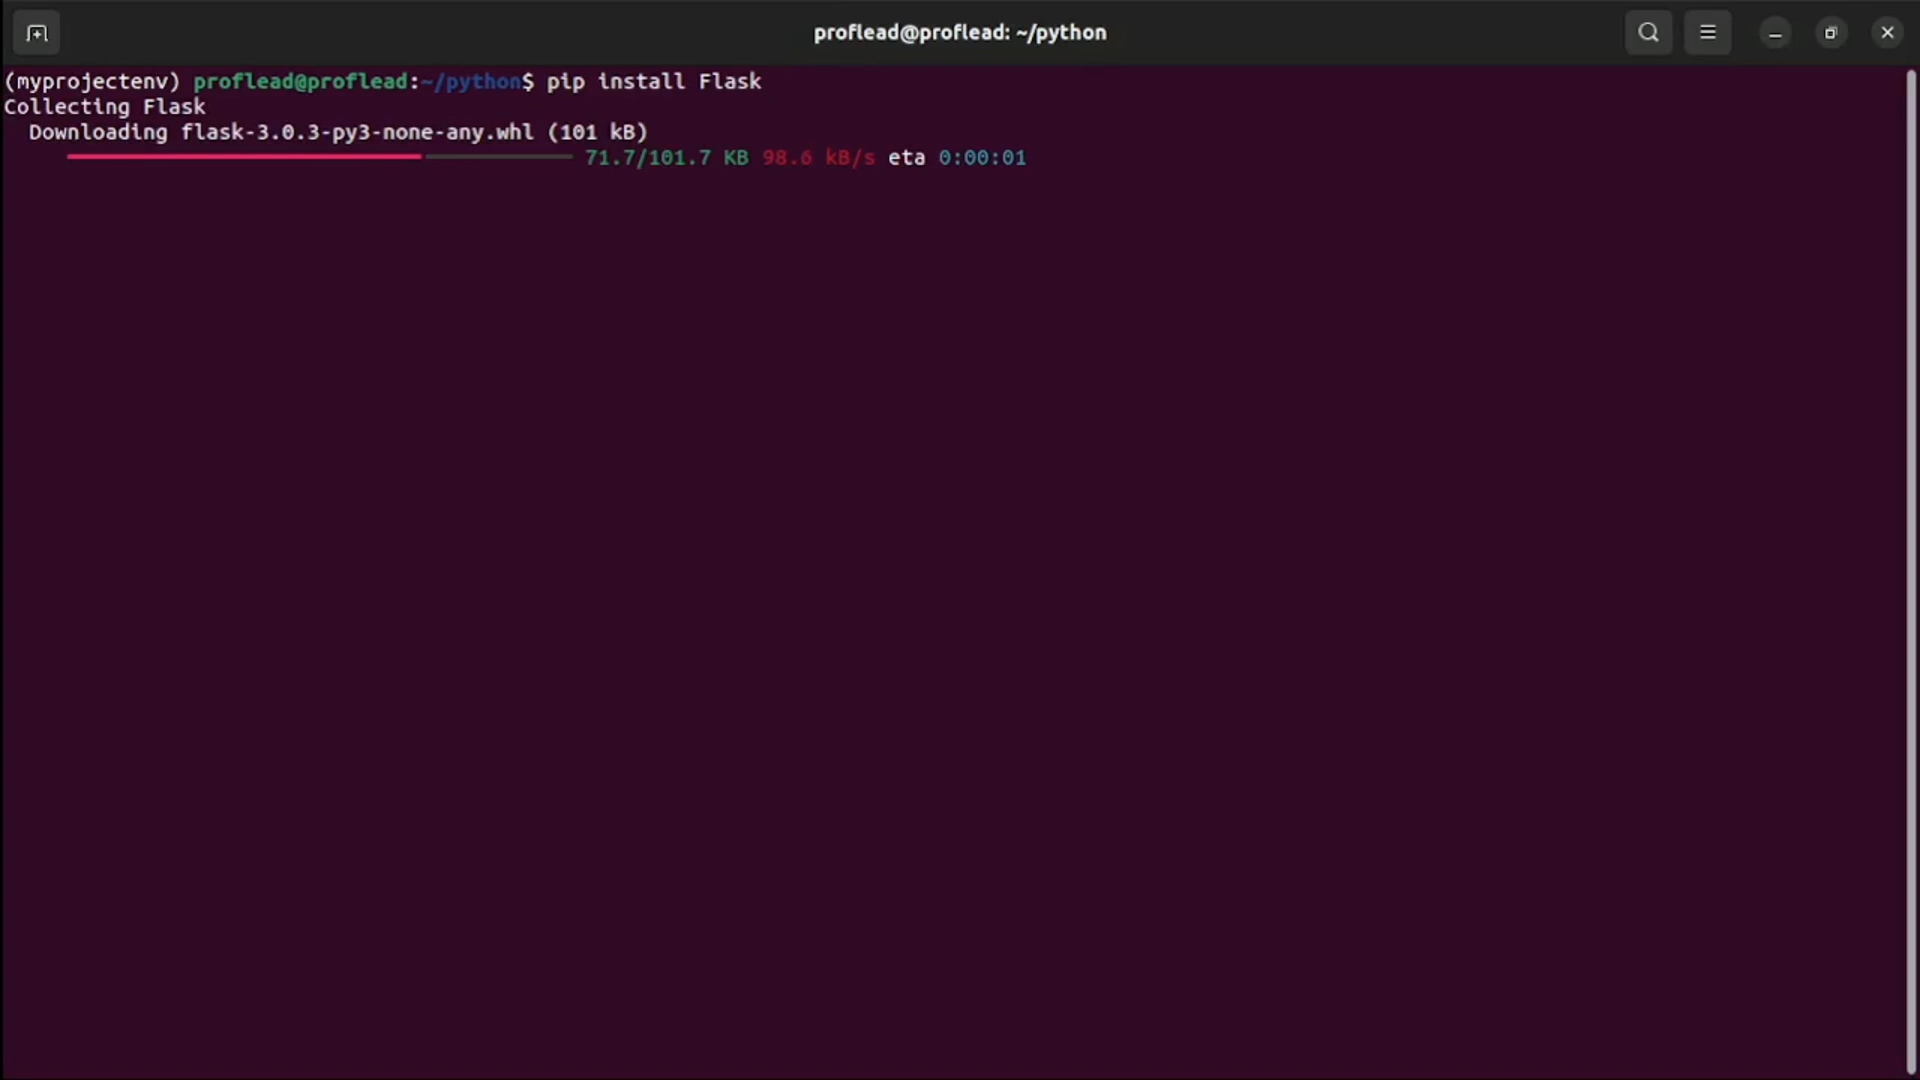 proflead@proflead: ~/python
(myprojectenv) proflead@proflead:~/python$ pip install Flask
Collecting Flask
Downloading flask-3.0.3-py3-none-any.whl (101 kB)
71.7/101.7 KB 98.6 kB/s eta 0:00:01